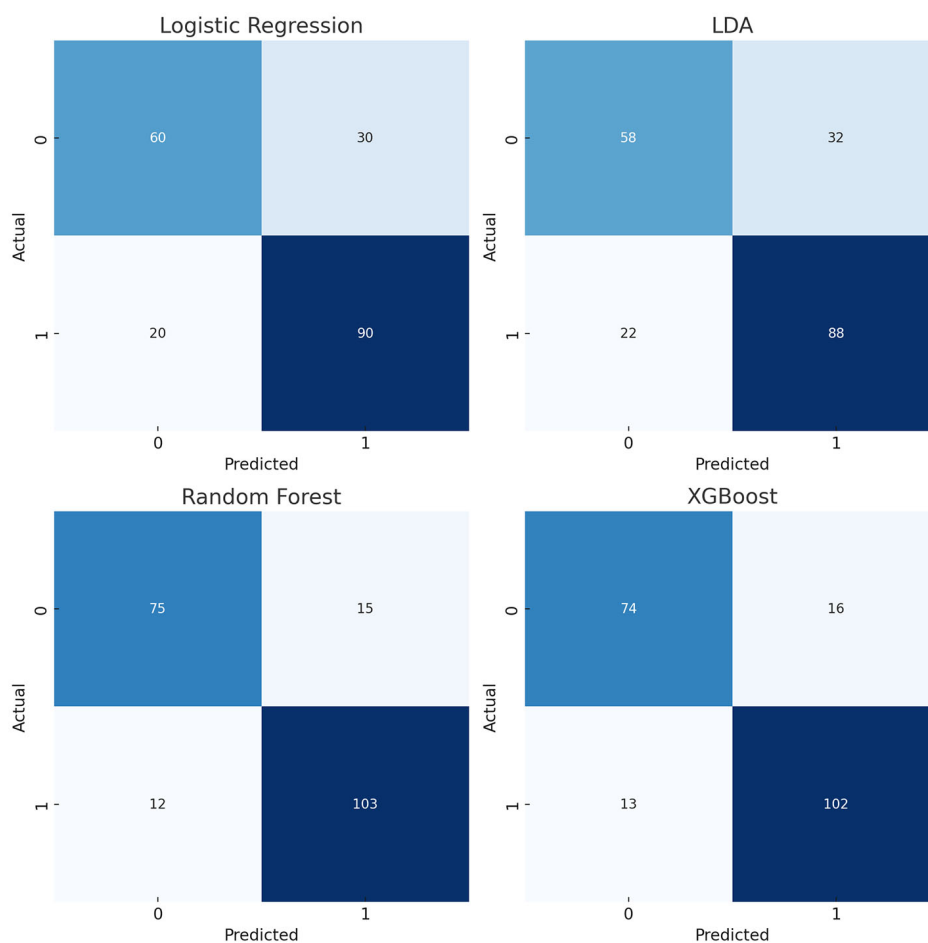 Logistic Regression
0
60
30
Actual
1
20
90
0
1
Predicted
LDA
0
58
32
Actual
1
22
88
0
1
Predicted
Random Forest
0
75
15
Actual
1
12
103
0
1
Predicted
XGBoost
0
74
16
Actual
1
13
102
0
1
Predicted